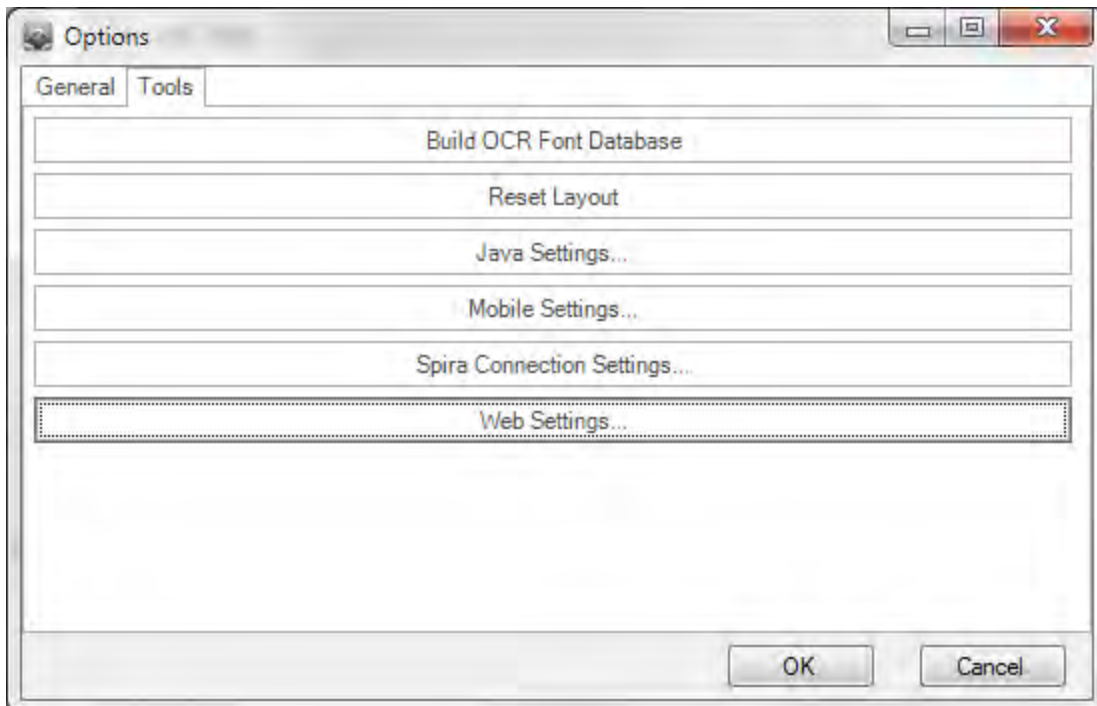 Options
General Tools
Build OCR Font Database
Reset Layout
Java Settings...
Mobile Settings...
Spira Connection Settings...
Web Settings...
OK Cancel